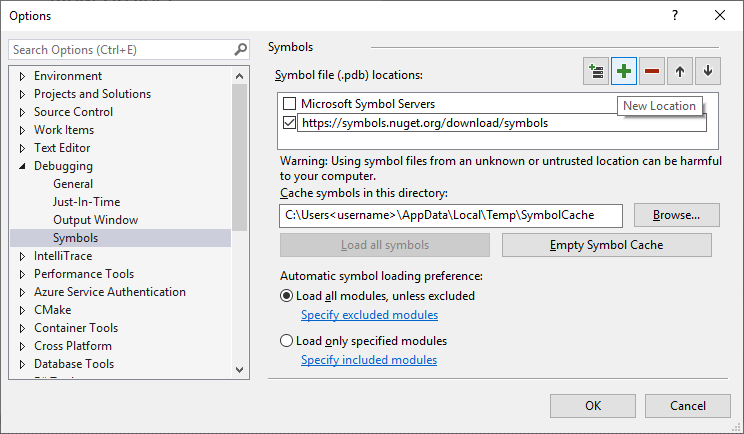 Options
Search Options (Ctrl+E)
Environment
Projects and Solutions
Source Control
Work Items
Text Editor
Debugging
General
Just-In-Time
Output Window
Symbols
IntelliTrace
Performance Tools
Azure Service Authentication
CMake
Container Tools
Cross Platform
Database Tools
Symbols
Symbol file (.pdb) locations:
Microsoft Symbol Servers
New Location
https://symbols.nuget.org/download/symbols
Warning: Using symbol files from an unknown or untrusted location can be harmful
to your computer.
Cache symbols in this directory:
C:\Users<username>\AppData\Local\Temp\SymbolCache
Browse...
Load all symbols
Empty Symbol Cache
Automatic symbol loading preference:
Load all modules, unless excluded
Specify excluded modules
Load only specified modules
Specify included modules
OK
Cancel